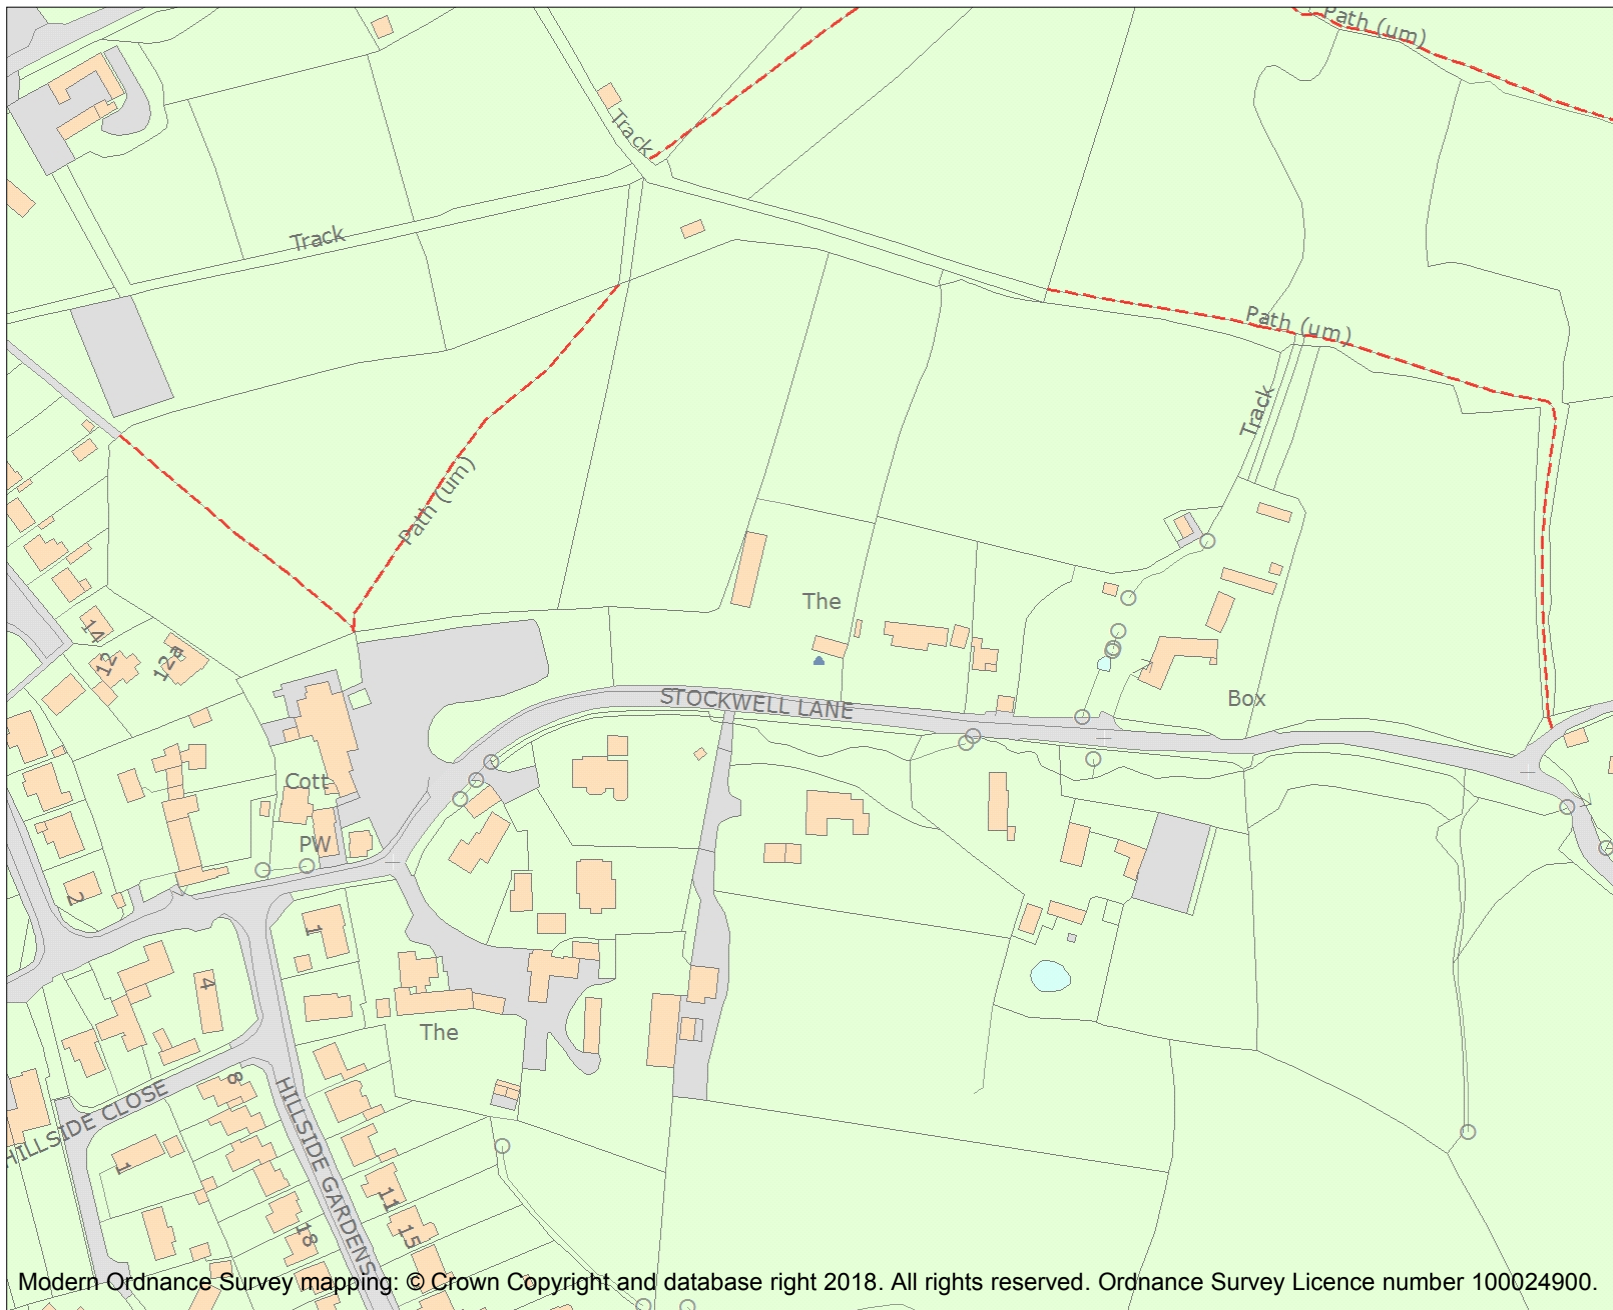 Path (um)
Track
Track
Path (um)
Track
Path (um)
The
14
12
12a
STOCKWELL LANE
Box
Cott
PW
2
1
4
The
8
HILLSIDE CLOSE
HILLSIDE GARDENS
1
11
15
18
Modern Ordnance Survey mapping: © Crown Copyright and database right 2018. All rights reserved. Ordnance Survey Licence number 100024900.